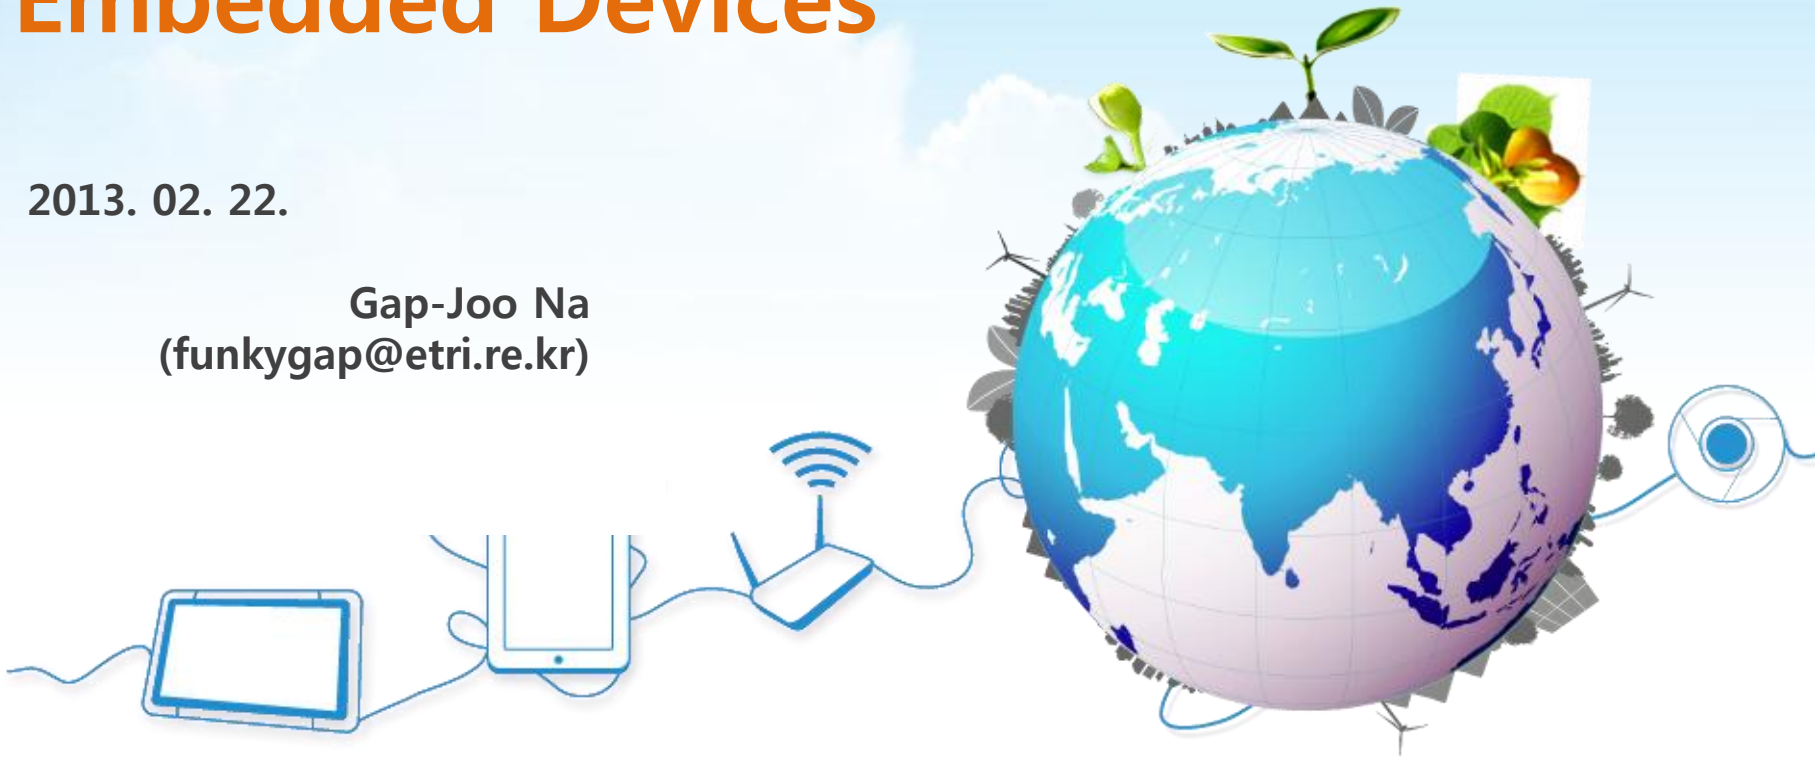 Embedded Devices
2013. 02. 22.
Gap-Joo Na
(funkygap@etri.re.kr)